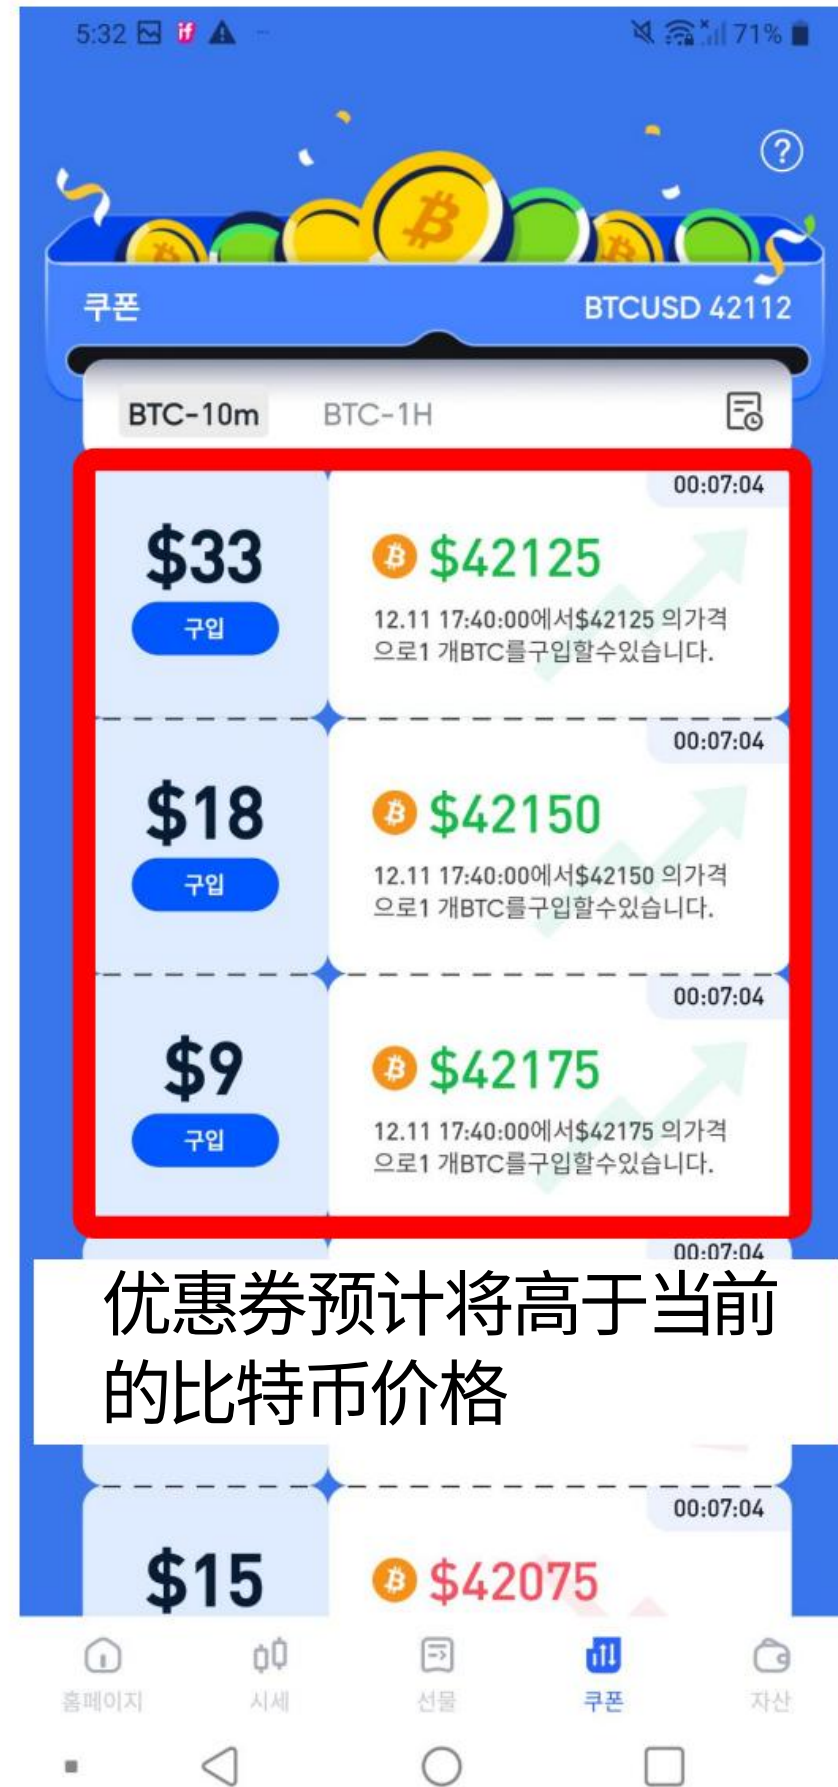 5:32 if
71%
?
쿠폰 BTCUSD 42112
BTC-10m BTC-1H
00:07:04
$33 $42125
구입
12.11 17:40:00에서$42125 의가격
으로1 개BTC를구입할수있습니다.
00:07:04
$18 $42150
구입
12.11 17:40:00에서$42150 의가격
으로1 개BTC를구입할수있습니다.
00:07:04
$9 $42175
구입
12.11 17:40:00에서$42175 의가격
으로1 개BTC를구입할수있습니다.
00:07:04
优惠券预计将高于当前
的比特币价格
00:07:04
$15 $42075
홈페이지 시세 선물 쿠폰 자산